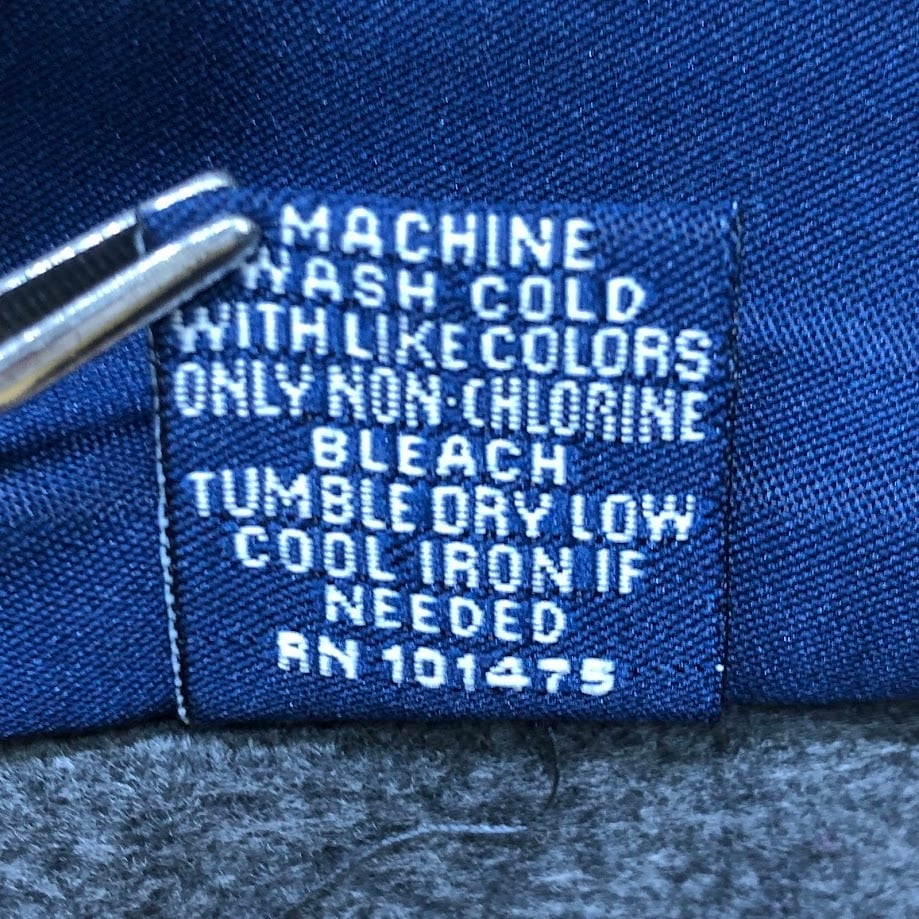 MACHINE
WASH COLD
WITH LIKE COLORS
ONLY NON-CHLORINE
BLEACH
TUMBLE DRY LOW
COOL IRON IF
NEEDED
RN 101475